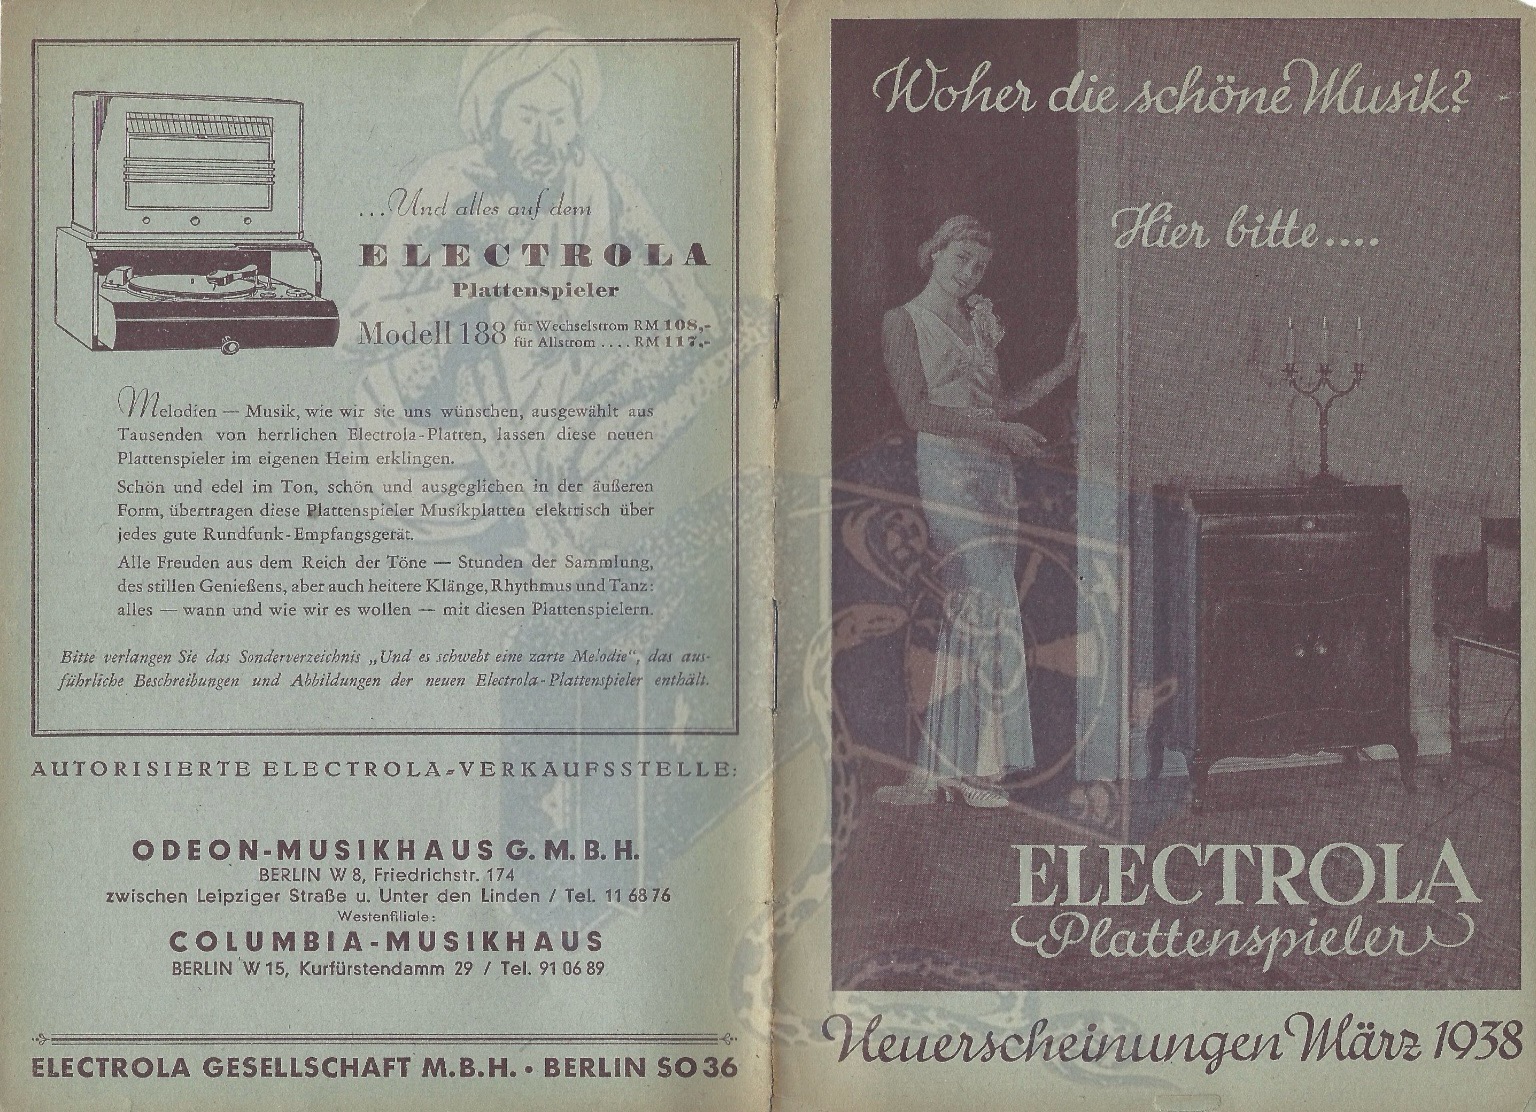 ...Und alles auf dem
ELECTROLA
Plattenspieler
Modell 188 für Wechselstrom RM 108,-
für Allstrom .... RM 117,-
Melodien — Musik, wie wir sie uns wünschen, ausgewählt aus
Tausenden von herrlichen Electrola-Platten, lassen diese neuen
Plattenspieler im eigenen Heim erklingen.
Schön und edel im Ton, schön und ausgeglichen in der äußeren
Form, übertragen diese Plattenspieler Musikplatten elektrisch über
jedes gute Rundfunk-Empfangsgerät.
Alle Freuden aus dem Reich der Töne — Stunden der Sammlung,
des stillen Genießens, aber auch heitere Klänge, Rhythmus und Tanz:
alles — wann und wie wir es wollen — mit diesen Plattenspielern.
Bitte verlangen Sie das Sonderverzeichnis „Und es schwebt eine zarte Melodie“, das aus-
führliche Beschreibungen und Abbildungen der neuen Electrola-Plattenspieler enthält.
AUTORISIERTE ELECTROLA-VERKAUFSSTELLE:
ODEON-MUSIKHAUS G. M. B. H.
BERLIN W 8, Friedrichstr. 174
zwischen Leipziger Straße u. Unter den Linden / Tel. 11 68 76
Westenfiliale:
COLUMBIA-MUSIKHAUS
BERLIN W 15, Kurfürstendamm 29 / Tel. 91 06 89
ELECTROLA GESELLSCHAFT M.B.H. • BERLIN SO 36
Woher die schöne Musik?
Hier bitte....
ELECTROLA
Plattenspieler
Neuerscheinungen März 1938